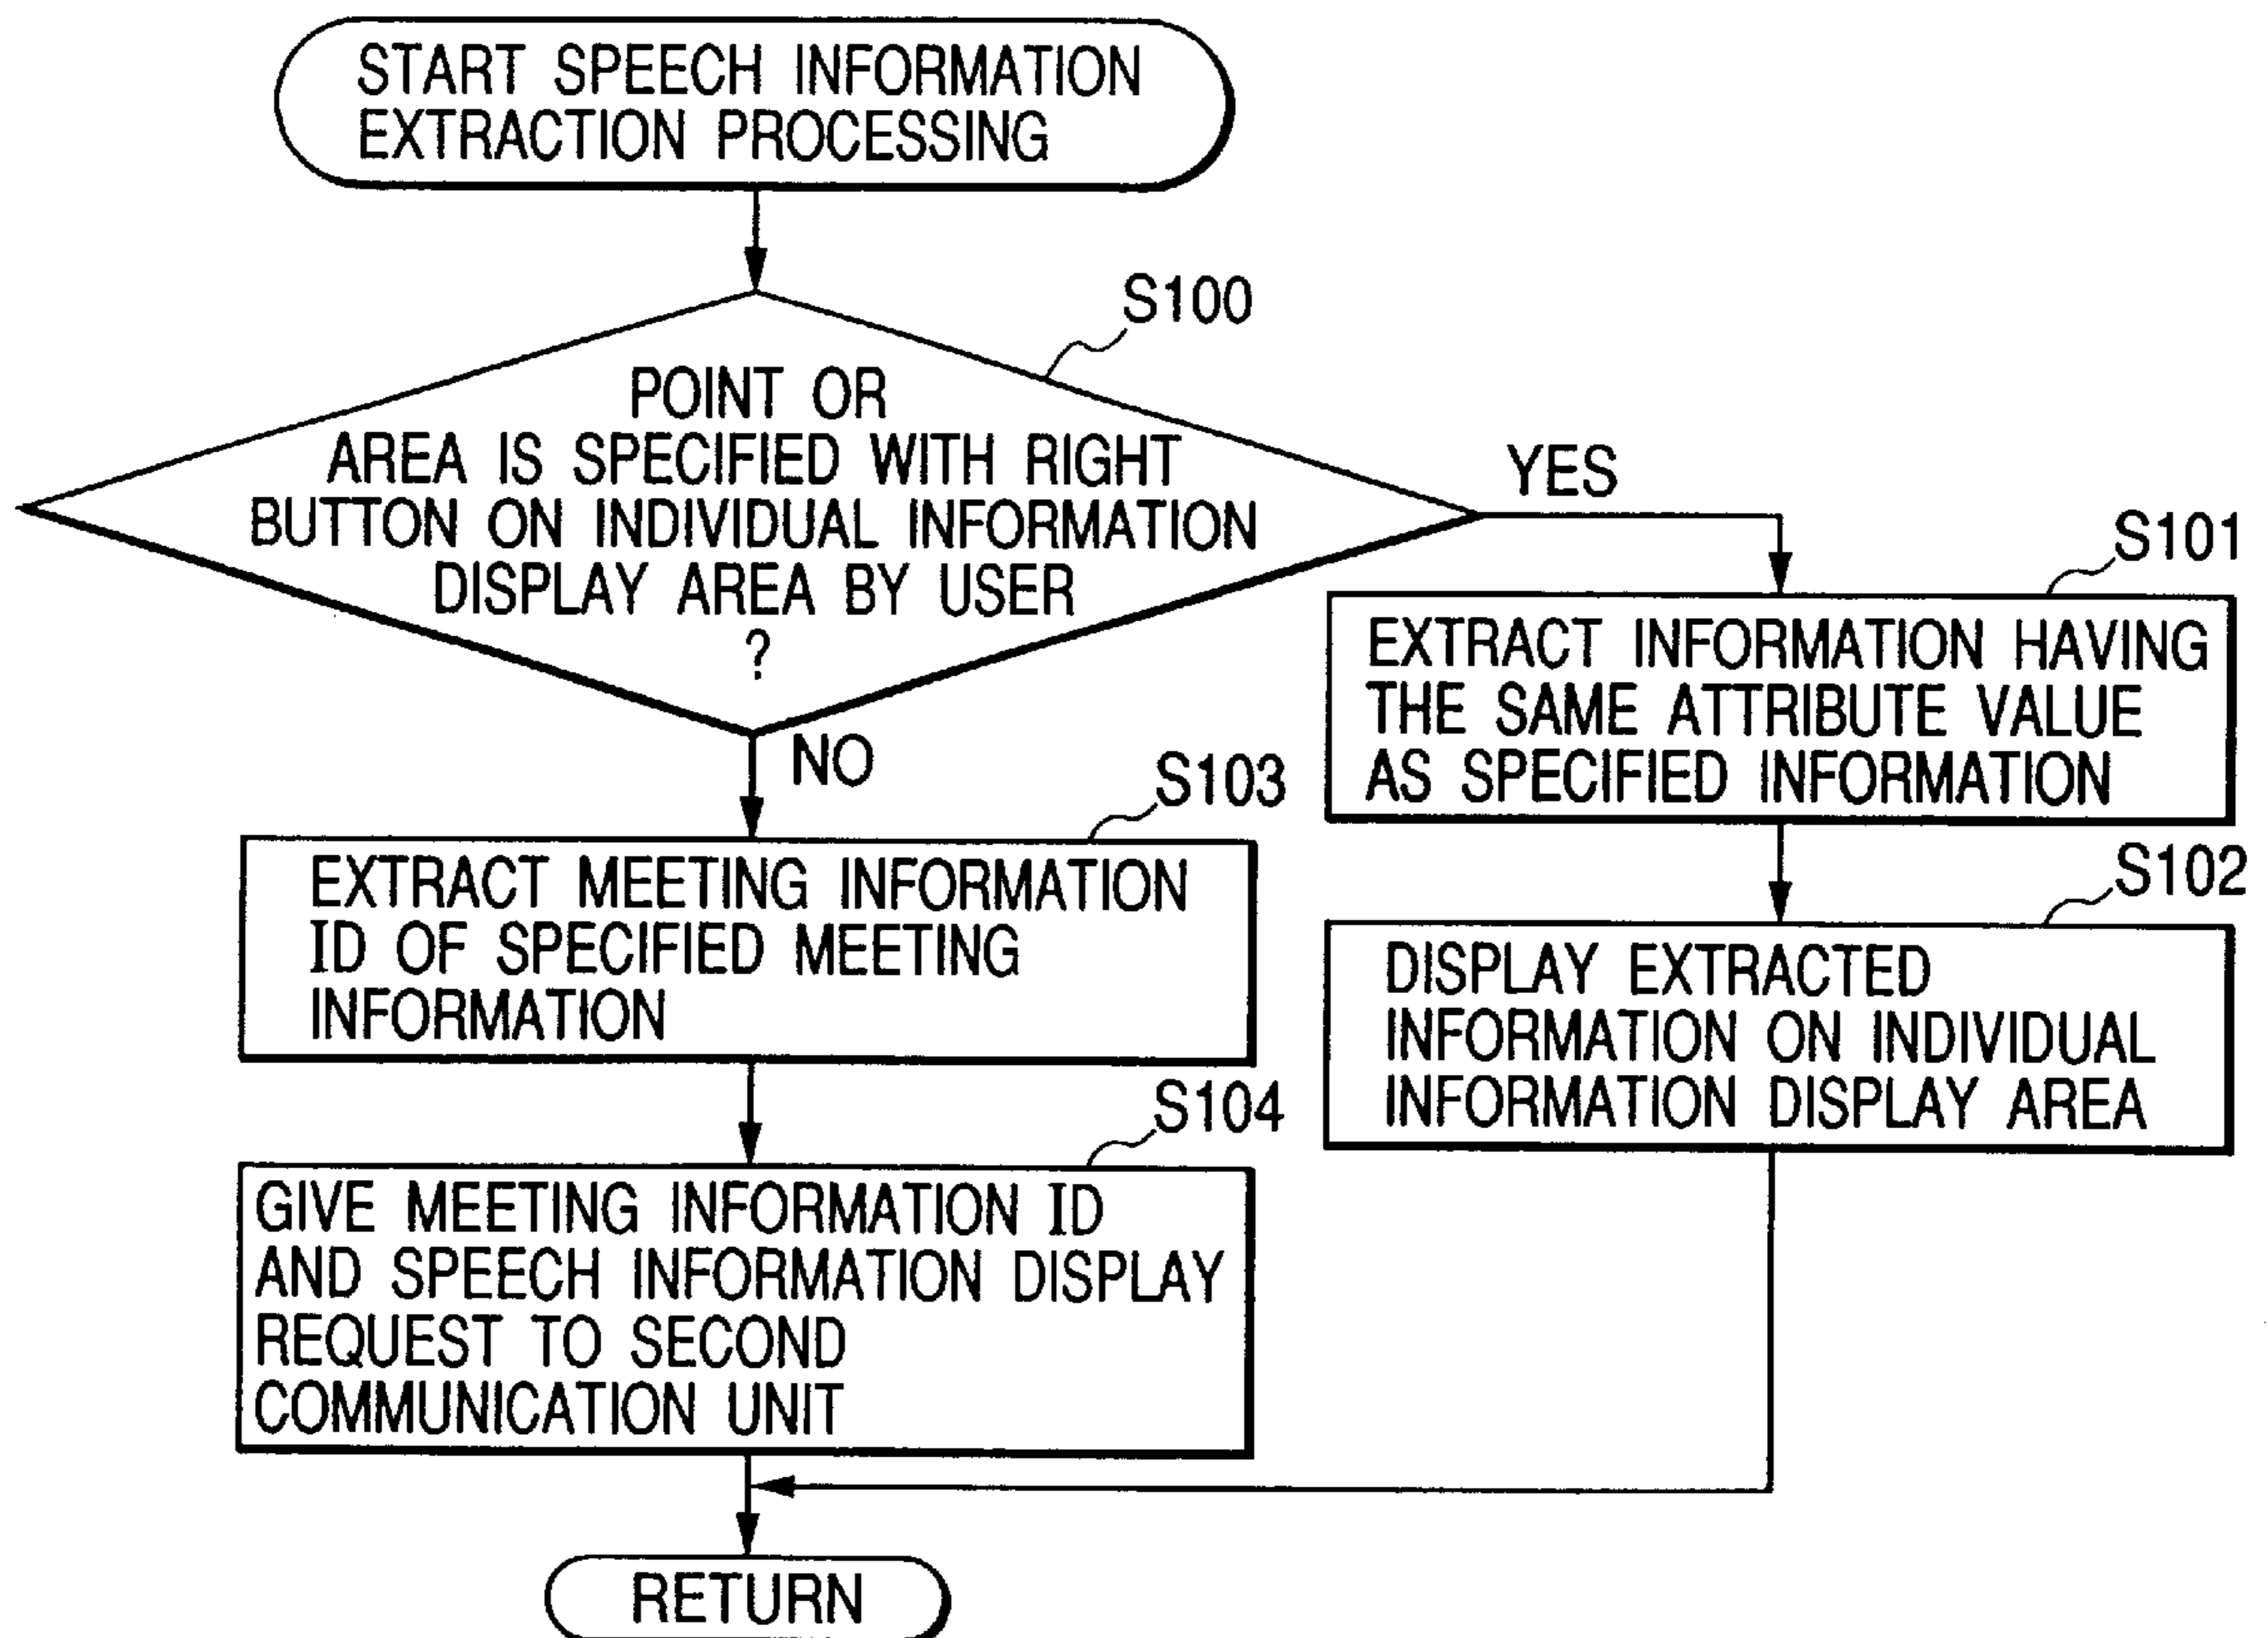 START SPEECH INFORMATION
EXTRACTION PROCESSING
S100
POINT OR
AREA IS SPECIFIED WITH RIGHT
BUTTON ON INDIVIDUAL INFORMATION
DISPLAY AREA BY USER
?
YES
S101
EXTRACT INFORMATION HAVING
THE SAME ATTRIBUTE VALUE
AS SPECIFIED INFORMATION
S102
DISPLAY EXTRACTED
INFORMATION ON INDIVIDUAL
INFORMATION DISPLAY AREA
NO
S103
EXTRACT MEETING INFORMATION
ID OF SPECIFIED MEETING
INFORMATION
S104
GIVE MEETING INFORMATION ID
AND SPEECH INFORMATION DISPLAY
REQUEST TO SECOND
COMMUNICATION UNIT
RETURN